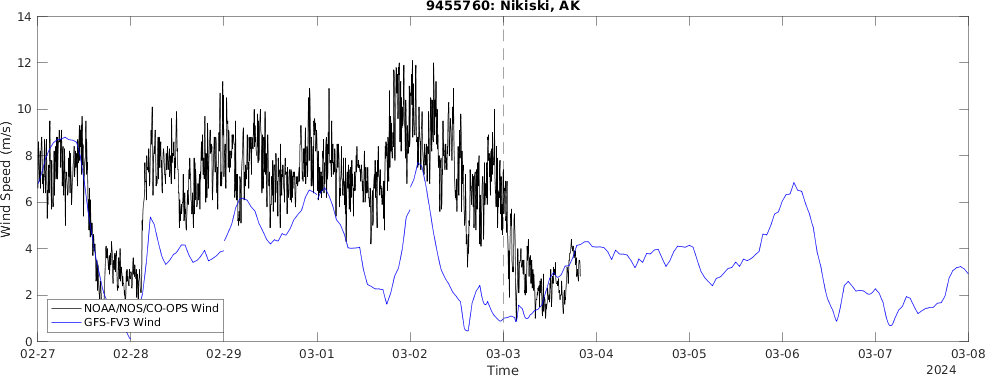 9455760: Nikiski, AK
Wind Speed (m/s)
14
12
10
8
6
4
2
0
NOAA/NOS/CO-OPS Wind
GFS-FV3 Wind
02-27 02-28 02-29 03-01 03-02 03-03 03-04 03-05 03-06 03-07 03-08
Time
2024